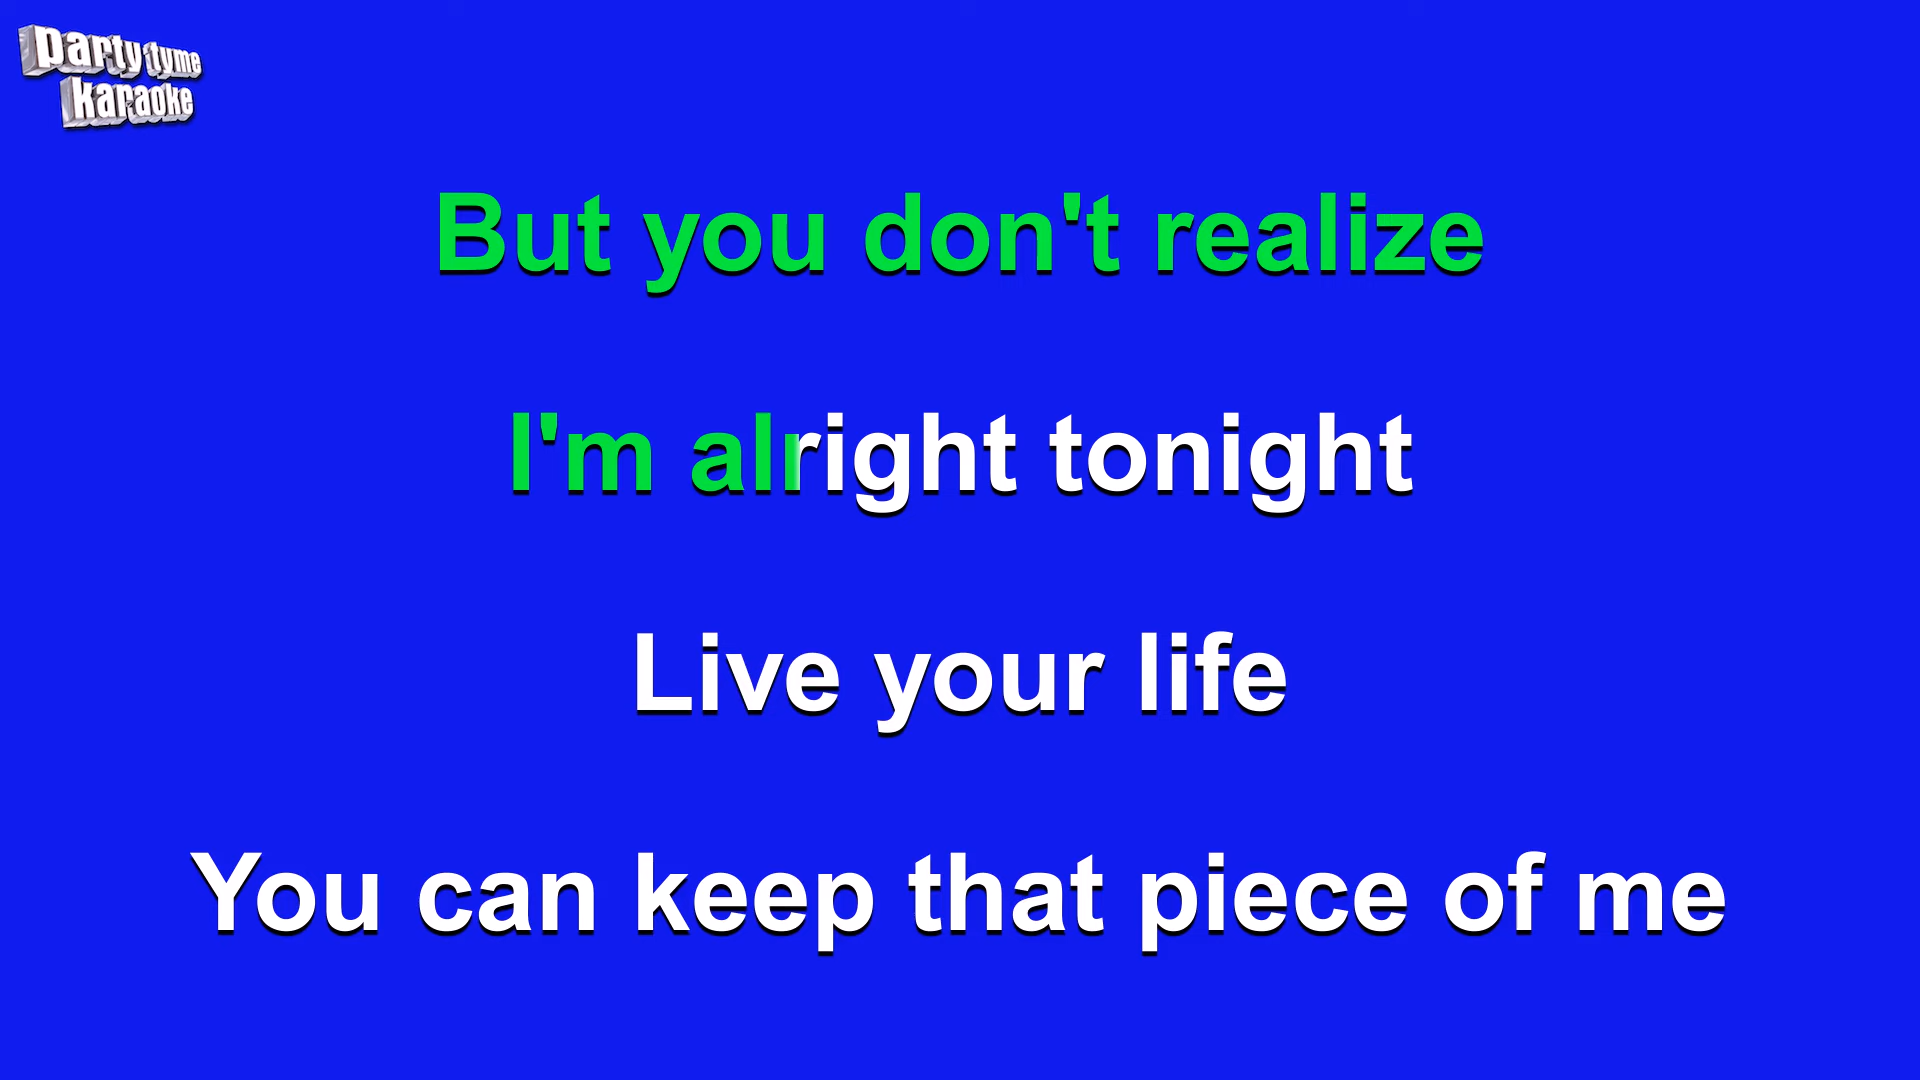 party tyme
karaoke
But you don't realize
I'm alright tonight
Live your life
You can keep that piece of me